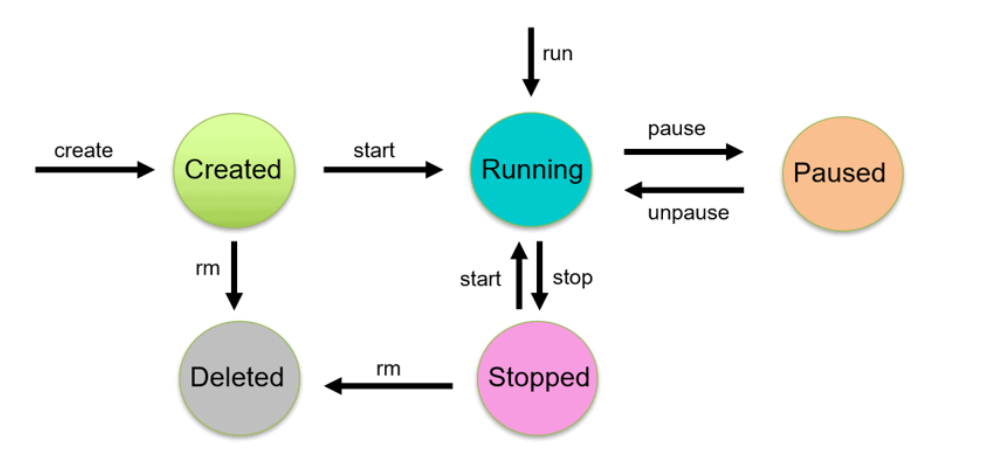 run
create
Created
start
Running
pause
unpause
Paused
rm
start
stop
Deleted
rm
Stopped